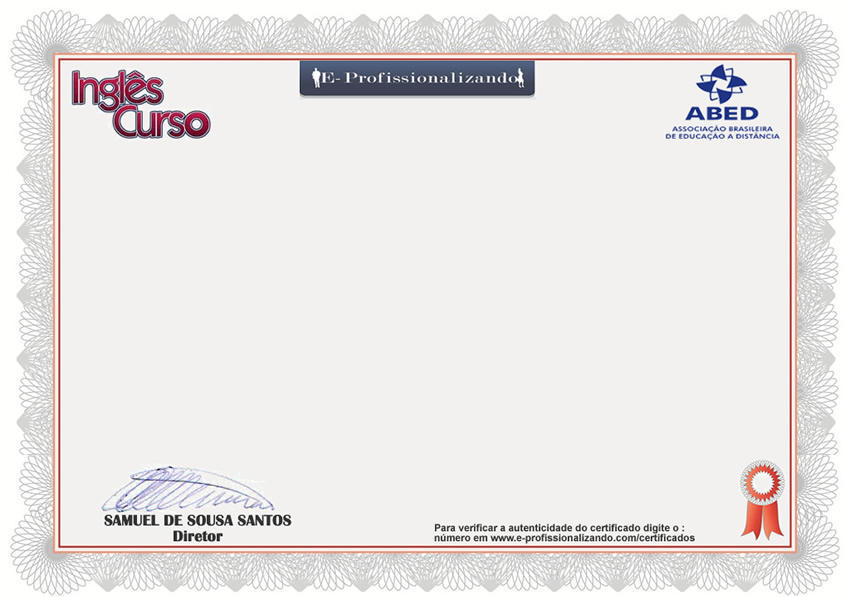 Inglês
Curso
E- Profissionalizando
ABED
ASSOCIAÇÃO BRASILEIRA
DE EDUCAÇÃO A DISTÂNCIA
SAMUEL DE SOUSA SANTOS
Diretor
Para verificar a autenticidade do certificado digite o :
número em www.e-profissionalizando.com/certificados